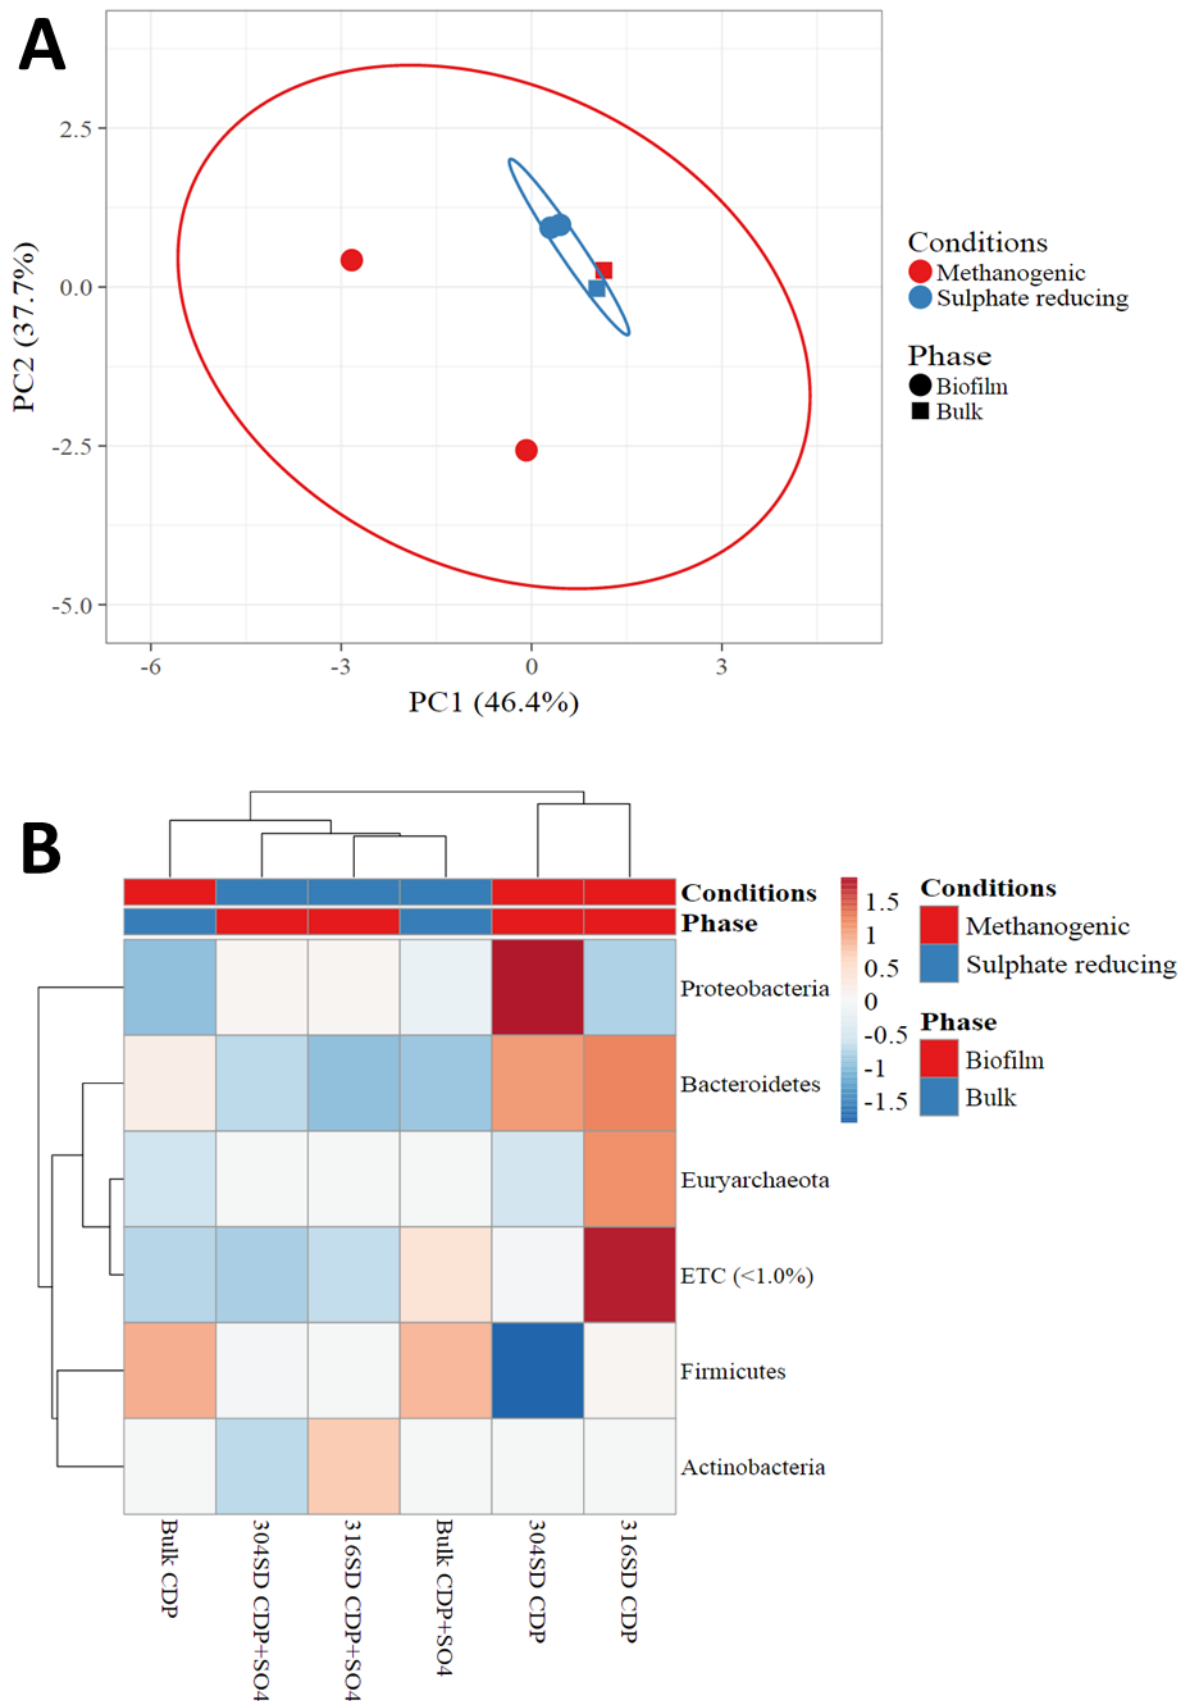 A
2.5
0.0
-2.5
-5.0
PC2 (37.7%)
-6
-3
0
3
PC1 (46.4%)
Conditions
Methanogenic
Sulphate reducing
Phase
Biofilm
Bulk
B
Conditions
Phase
Proteobacteria
Bacteroidetes
Euryarchaeota
ETC (<1.0%)
Firmicutes
Actinobacteria
Bulk CDP
304SD CDP+SO4
316SD CDP+SO4
Bulk CDP+SO4
304SD CDP
316SD CDP
1.5
1
0.5
0
-0.5
-1
-1.5
Conditions
Methanogenic
Sulphate reducing
Phase
Biofilm
Bulk